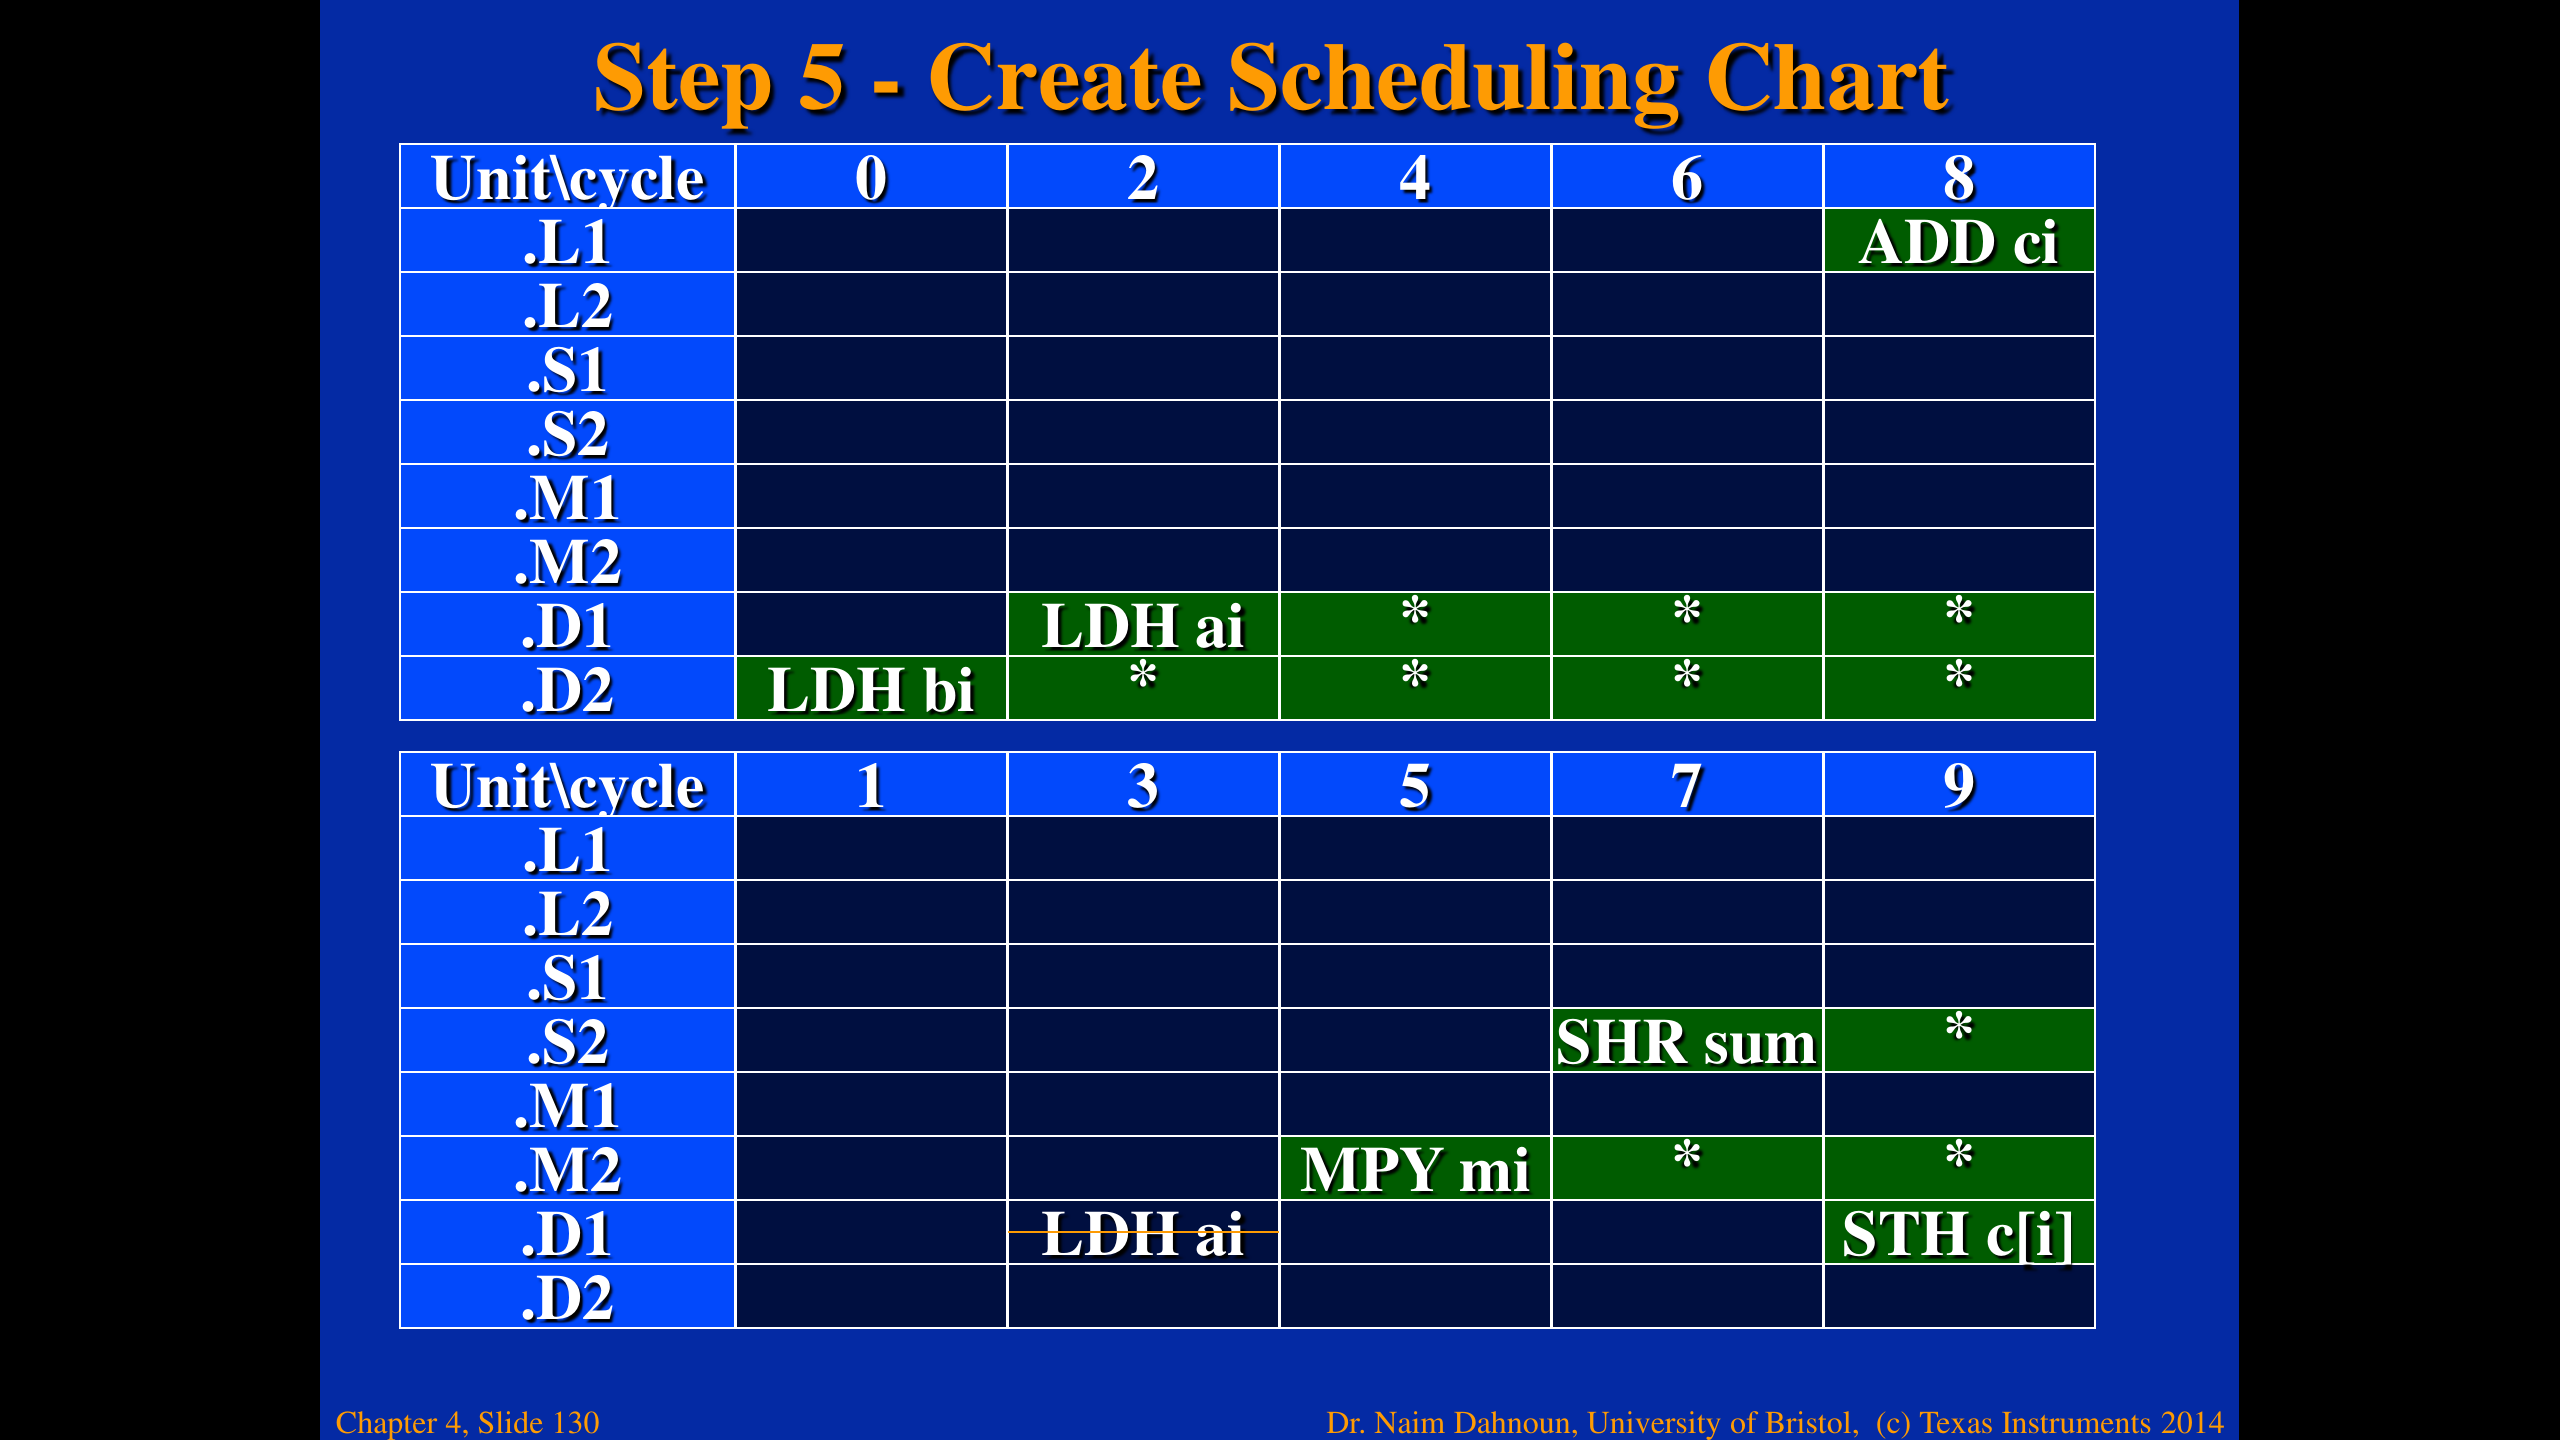 Step 5 - Create Scheduling Chart
Unit\cycle 0 2 4 6 8
.L1 ADD ci
.L2
.S1
.S2
.M1
.M2
.D1 LDH ai * * *
.D2 LDH bi * * * *
Unit\cycle 1 3 5 7 9
.L1
.L2
.S1
.S2 SHR sum *
.M1
.M2 MPY mi * *
.D1 LDH ai STH c[i]
.D2
Chapter 4, Slide 130 Dr. Naim Dahnoun, University of Bristol, (c) Texas Instruments 2014